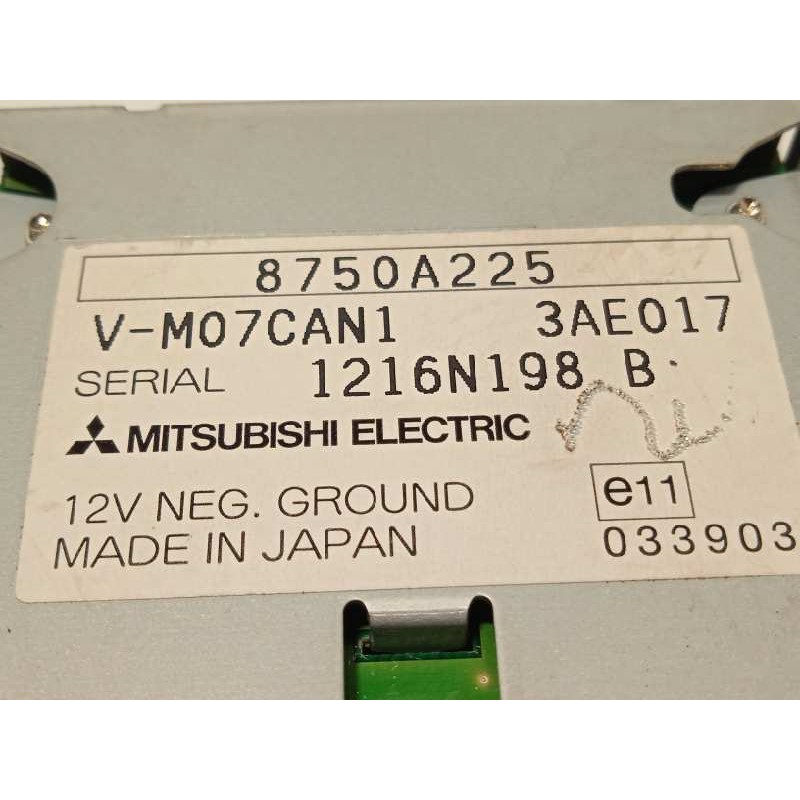 8750A225
V-M07CAN1 3AE017
SERIAL 1216N198 B
MITSUBISHI ELECTRIC
12V NEG. GROUND
e11
MADE IN JAPAN
033903